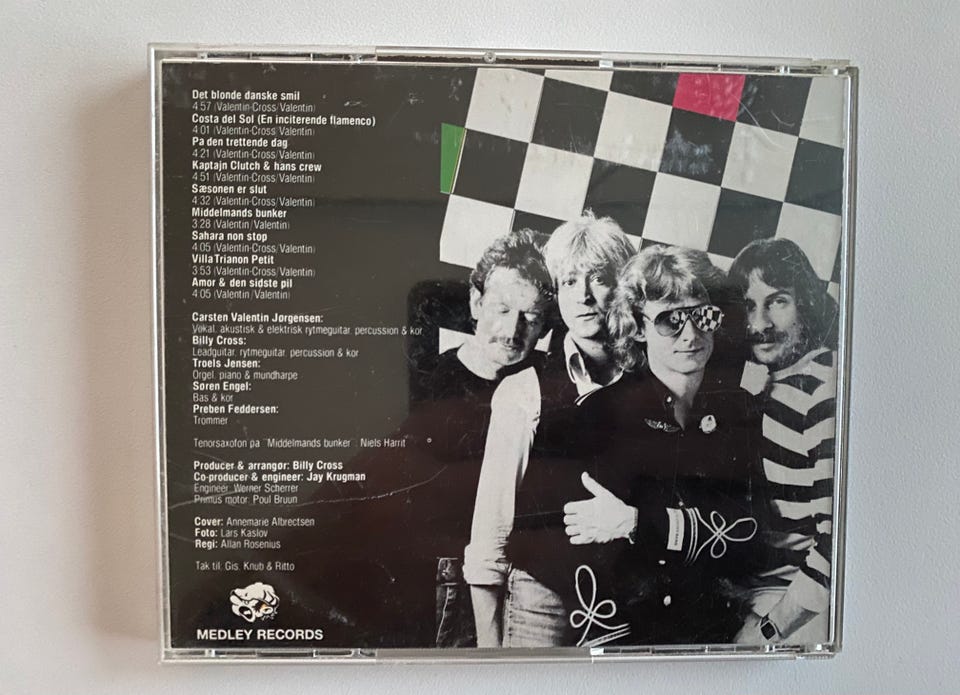 Det blonde danske smil
4:57 (Valentin-Cross/Valentin)
Costa del Sol (En inciterende flamenco)
4:01 (Valentin-Cross/Valentin)
På den trettende dag
4:21 (Valentin-Cross/Valentin)
Kaptajn Clutch & hans crew
4:51 (Valentin-Cross/Valentin)
Sæsonen er slut
4:32 (Valentin-Cross/Valentin)
Middelmands bunker
3:28 (Valentin/Valentin)
Sahara non stop
4:05 (Valentin-Cross/Valentin)
Villa Trianon Petit
3:53 (Valentin-Cross/Valentin)
Amor & den sidste pil
4:05 (Valentin/Valentin)
Carsten Valentin Jørgensen:
Vokal, akustisk & elektrisk rytmeguitar, percussion & kor
Billy Cross:
Leadguitar, rytmeguitar, percussion & kor
Troels Jensen:
Orgel, piano & mundharpe
Søren Engel:
Bas & kor
Preben Feddersen:
Trommer
Tenorsaxofon på "Middelmands bunker": Niels Harrit
Producer & arrangør: Billy Cross
Co-producer & engineer: Jay Krugman
Engineer: Werner Scherrer
Primus motor: Poul Bruun
Cover: Annemarie Albrectsen
Foto: Lars Kaslov
Regi: Allan Rosenius
Tak til: Gis, Knub & Ritto
MEDLEY RECORDS